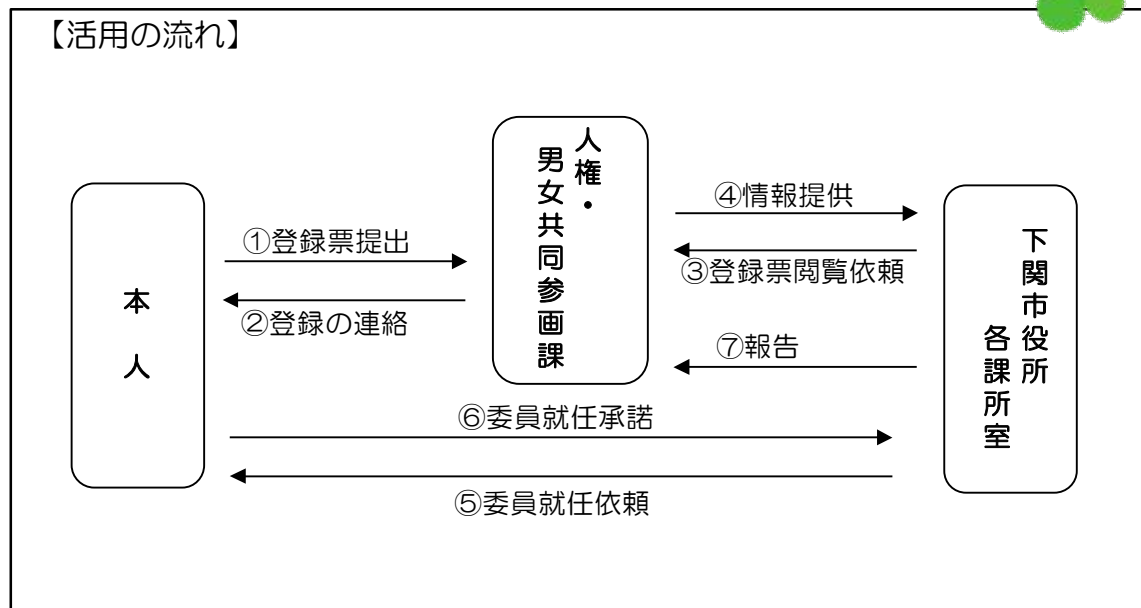 【活用の流れ】
人権・
男女共同参画課
④情報提供
①登録票提出
③登録票閲覧依頼
本人
②登録の連絡
下関市役所
各課所室
⑦報告
⑥委員就任承諾
⑤委員就任依頼